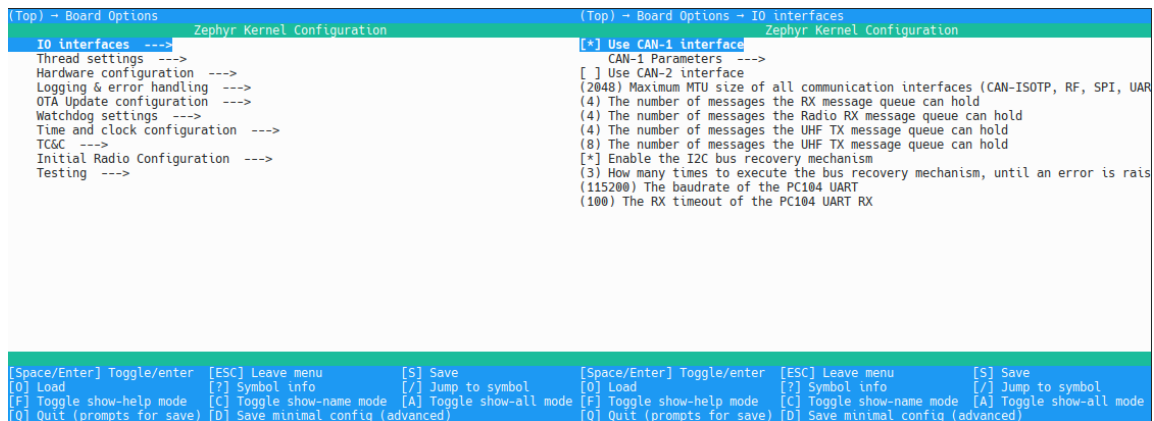 (Top) → Board Options
Zephyr Kernel Configuration
IO interfaces --->
Thread settings --->
Hardware configuration --->
Logging & error handling --->
OTA Update configuration --->
Watchdog settings --->
Time and clock configuration --->
TC&C --->
Initial Radio Configuration --->
Testing --->
[Space/Enter] Toggle/enter [ESC] Leave menu [S] Save
[O] Load [?] Symbol info [/] Jump to symbol
[F] Toggle show-help mode [C] Toggle show-name mode [A] Toggle show-all mode
[Q] Quit (prompts for save) [D] Save minimal config (advanced)
(Top) → Board Options → IO interfaces
Zephyr Kernel Configuration
[*] Use CAN-1 interface
CAN-1 Parameters --->
[ ] Use CAN-2 interface
(2048) Maximum MTU size of all communication interfaces (CAN-ISOTP, RF, SPI, UAR
(4) The number of messages the RX message queue can hold
(4) The number of messages the Radio RX message queue can hold
(4) The number of messages the UHF TX message queue can hold
(8) The number of messages the UHF TX message queue can hold
[*] Enable the I2C bus recovery mechanism
(3) How many times to execute the bus recovery mechanism, until an error is rais
(115200) The baudrate of the PC104 UART
(100) The RX timeout of the PC104 UART RX
[Space/Enter] Toggle/enter [ESC] Leave menu [S] Save
[O] Load [?] Symbol info [/] Jump to symbol
[F] Toggle show-help mode [C] Toggle show-name mode [A] Toggle show-all mode
[Q] Quit (prompts for save) [D] Save minimal config (advanced)